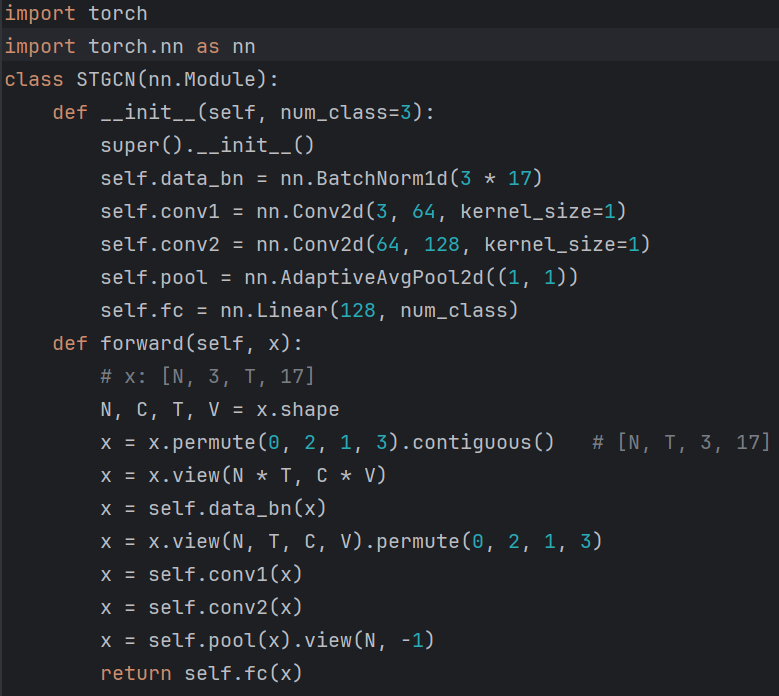 import torch
import torch.nn as nn
class STGCN(nn.Module):
    def __init__(self, num_class=3):
        super().__init__()
        self.data_bn = nn.BatchNorm1d(3 * 17)
        self.conv1 = nn.Conv2d(3, 64, kernel_size=1)
        self.conv2 = nn.Conv2d(64, 128, kernel_size=1)
        self.pool = nn.AdaptiveAvgPool2d((1, 1))
        self.fc = nn.Linear(128, num_class)
    def forward(self, x):
        # x: [N, 3, T, 17]
        N, C, T, V = x.shape
        x = x.permute(0, 2, 1, 3).contiguous()   # [N, T, 3, 17]
        x = x.view(N * T, C * V)
        x = self.data_bn(x)
        x = x.view(N, T, C, V).permute(0, 2, 1, 3)
        x = self.conv1(x)
        x = self.conv2(x)
        x = self.pool(x).view(N, -1)
        return self.fc(x)